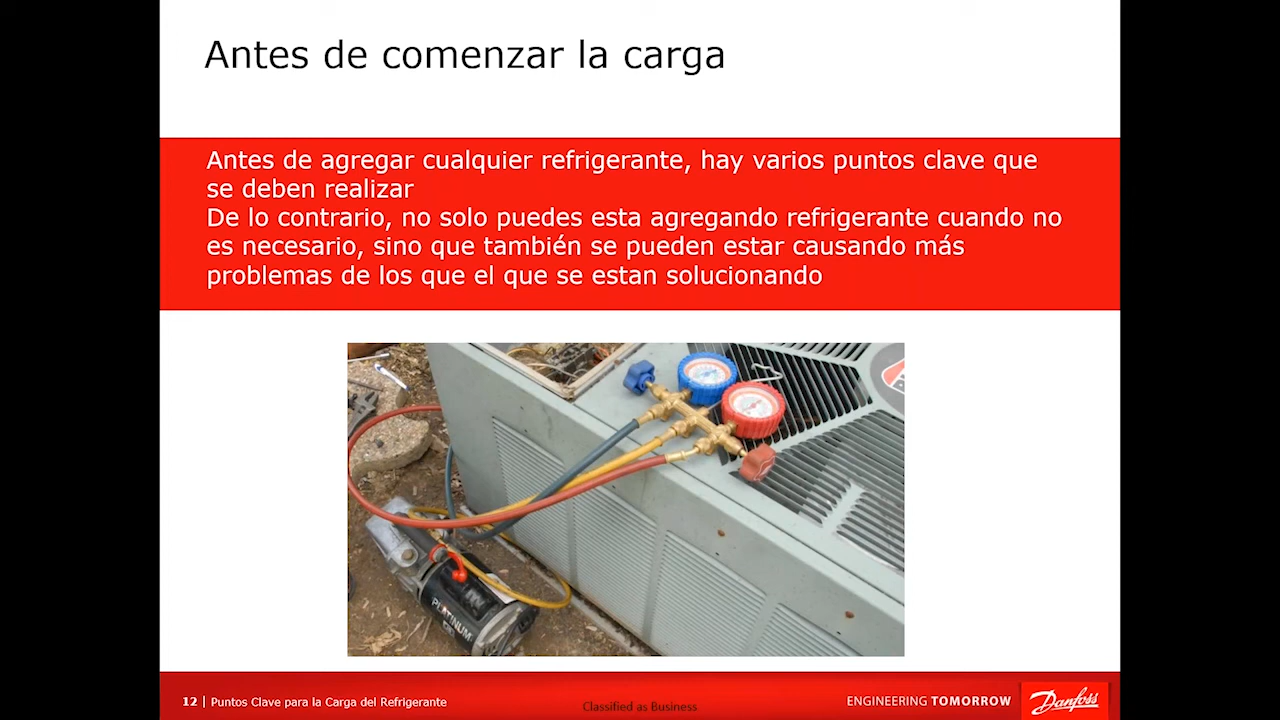 Antes de comenzar la carga
Antes de agregar cualquier refrigerante, hay varios puntos clave que
se deben realizar
De lo contrario, no solo puedes esta agregando refrigerante cuando no
es necesario, sino que también se pueden estar causando más
problemas de los que el que se estan solucionando
PLATINUM
12 | Puntos Clave para la Carga del Refrigerante
Classified as Business
ENGINEERING TOMORROW
Danfoss